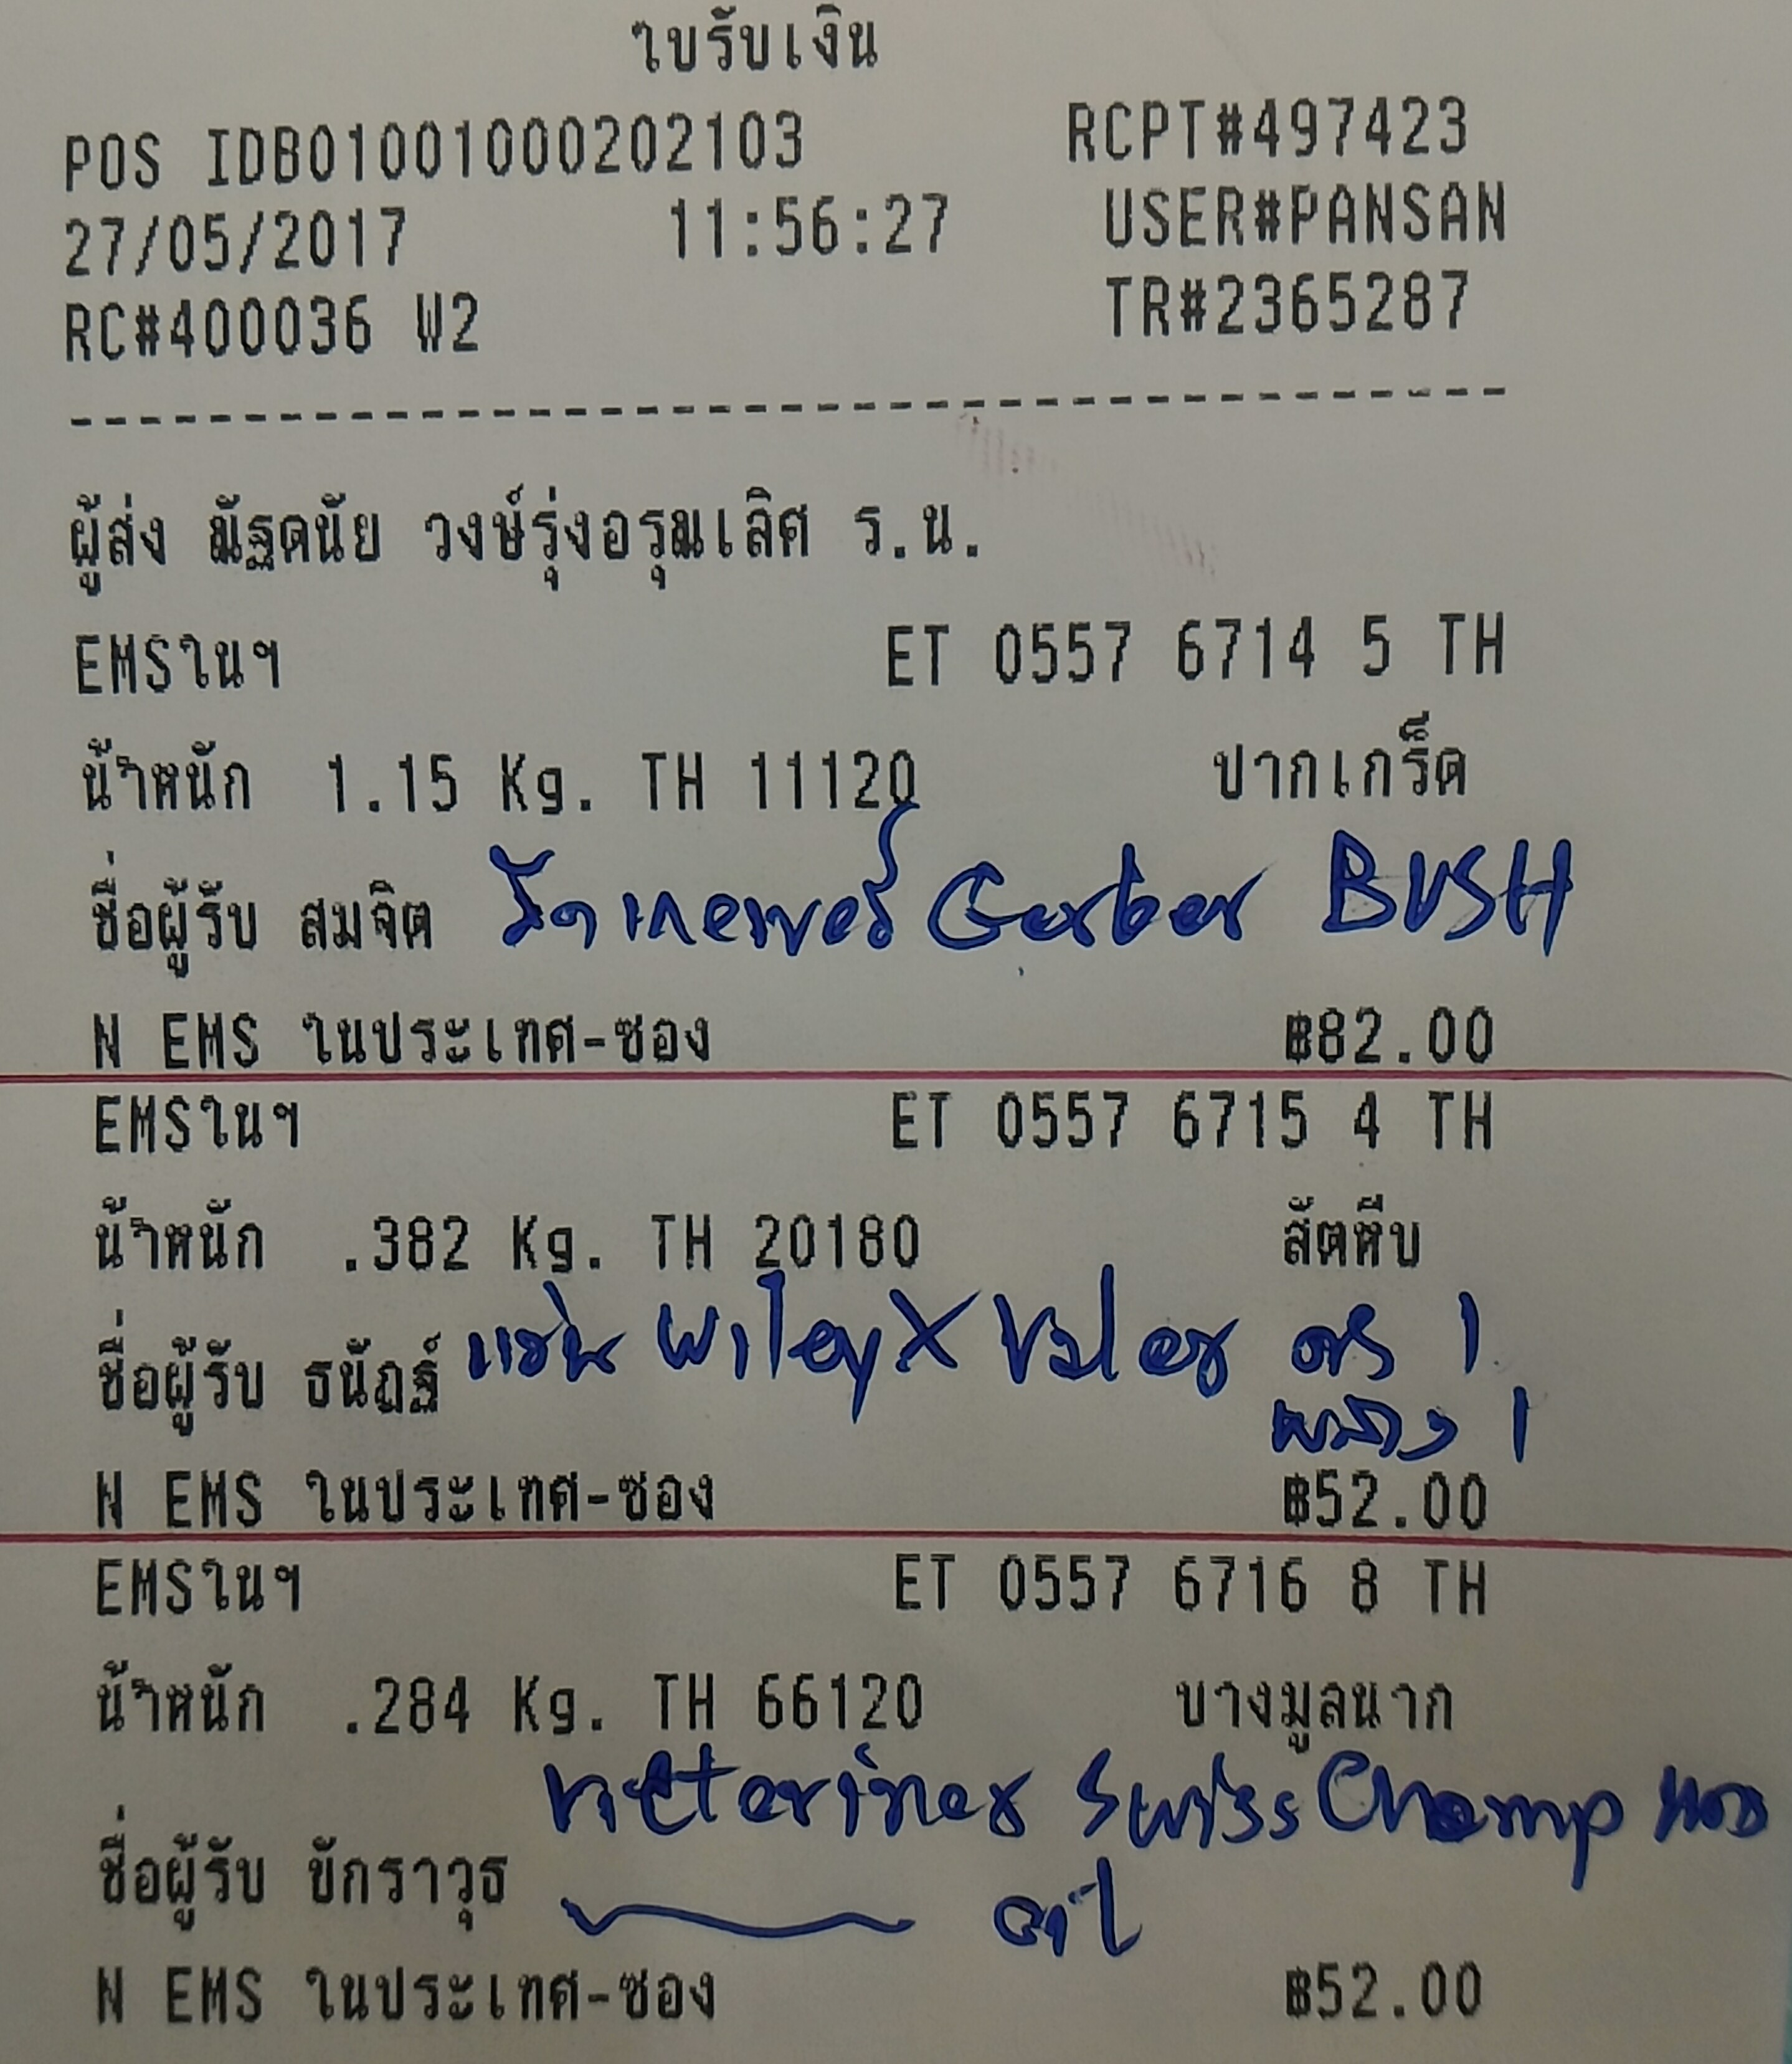 ใบรับเงิน
POS IDB01001000202103 RCPT#497423
27/05/2017 11:56:27 USER#PANSAN
RC#400036 W2 TR#2365287
ผู้ส่ง ณัฐดนัย วงษ์รุ่งอรุณเลิศ ร.น.
EMSในฯ ET 0557 6714 5 TH
น้ำหนัก 1.15 Kg. TH 11120 ปากเกร็ด
ชื่อผู้รับ สมจิต Gerber BUSH
N EMS ในประเทศ-ซอง ฿82.00
EMSในฯ ET 0557 6715 4 TH
น้ำหนัก .382 Kg. TH 20180 สัตหีบ
ชื่อผู้รับ ธนัฏฐ์ แว่น WileyX Valor 1
1
N EMS ในประเทศ-ซอง ฿52.00
EMSในฯ ET 0557 6716 8 TH
น้ำหนัก .284 Kg. TH 66120 บางมูลนาก
Victorinox Swiss Champ
ชื่อผู้รับ ขักราวุธ
N EMS ในประเทศ-ซอง ฿52.00